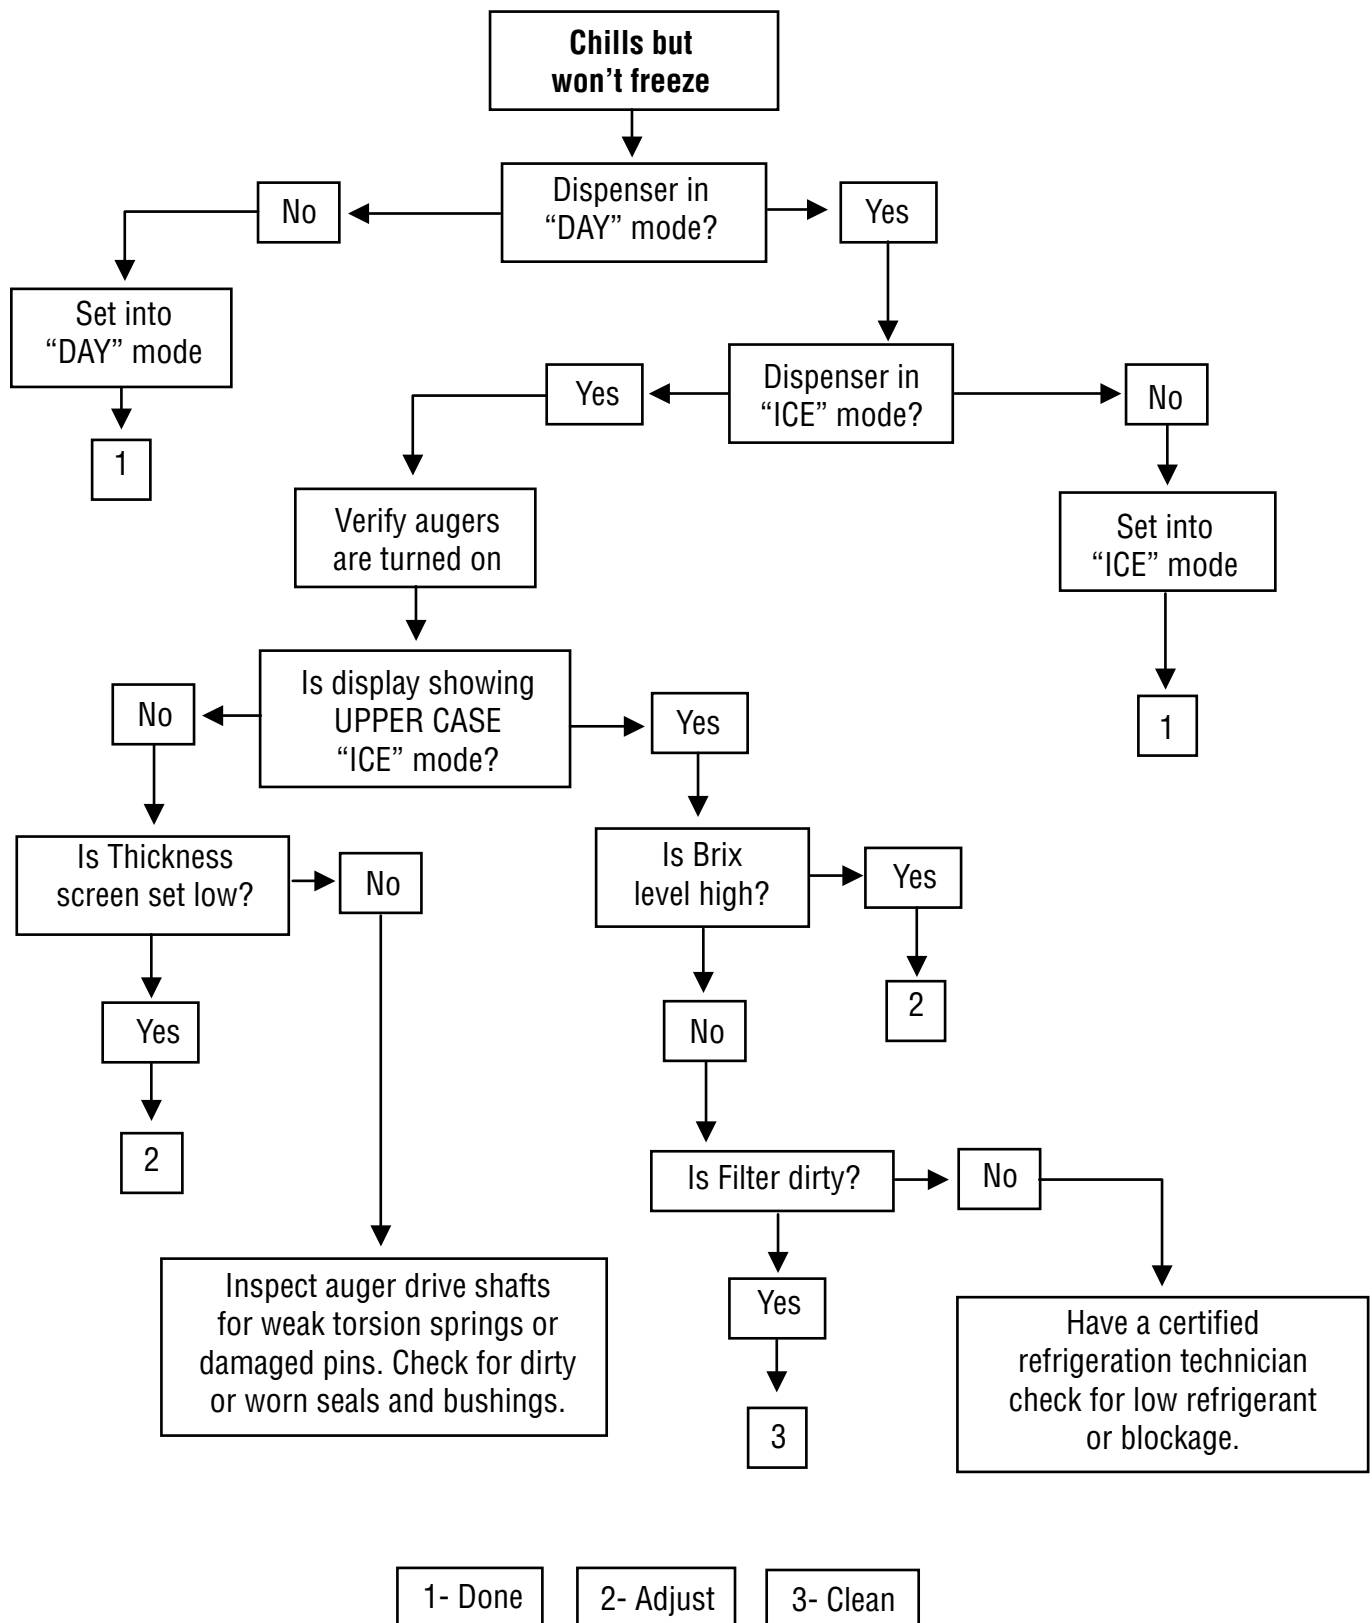 Chills but
won't freeze
Dispenser in
“DAY” mode?
No
Yes
Set into
“DAY” mode
1
Dispenser in
“ICE” mode?
Yes
No
Verify augers
are turned on
Set into
“ICE” mode
1
Is display showing
UPPER CASE
“ICE” mode?
No
Yes
Is Thickness
screen set low?
No
Yes
2
Inspect auger drive shafts
for weak torsion springs or
damaged pins. Check for dirty
or worn seals and bushings.
Is Brix
level high?
Yes
2
No
Is Filter dirty?
No
Yes
3
Have a certified
refrigeration technician
check for low refrigerant
or blockage.
1- Done
2- Adjust
3- Clean